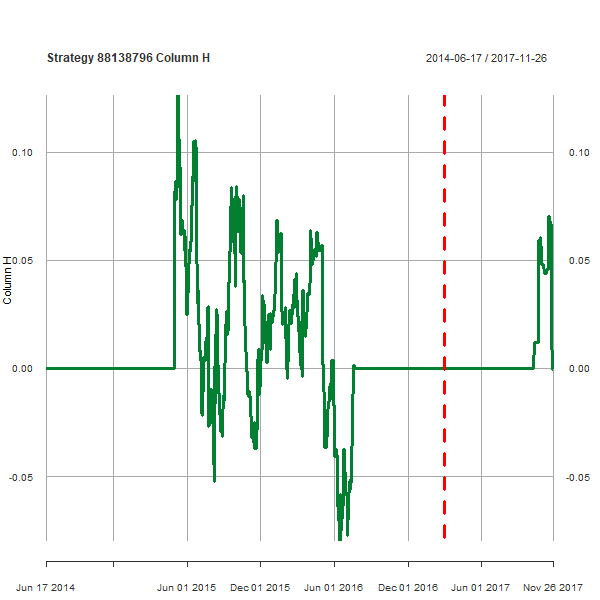 Strategy 88138796 Column H
2014-06-17 / 2017-11-26
0.10
0.10
0.05
0.05
0.00
0.00
-0.05
-0.05
Column H
Jun 17 2014
Jun 01 2015
Dec 01 2015
Jun 01 2016
Dec 01 2016
Jun 01 2017
Nov 26 2017